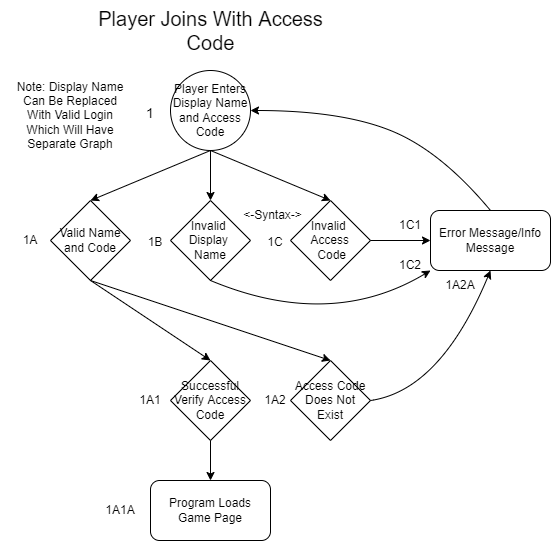 Player Joins With Access
Code
Note: Display Name
Can Be Replaced
With Valid Login
Which Will Have
Separate Graph
1
Player Enters
Display Name
and Access
Code
1A
Valid Name
and Code
1B
Invalid
Display
Name
<-Syntax->
1C
Invalid
Access
Code
1C1
1C2
Error Message/Info
Message
1A2A
1A1
Successful
Verify Access
Code
1A2
Access Code
Does Not
Exist
1A1A
Program Loads
Game Page